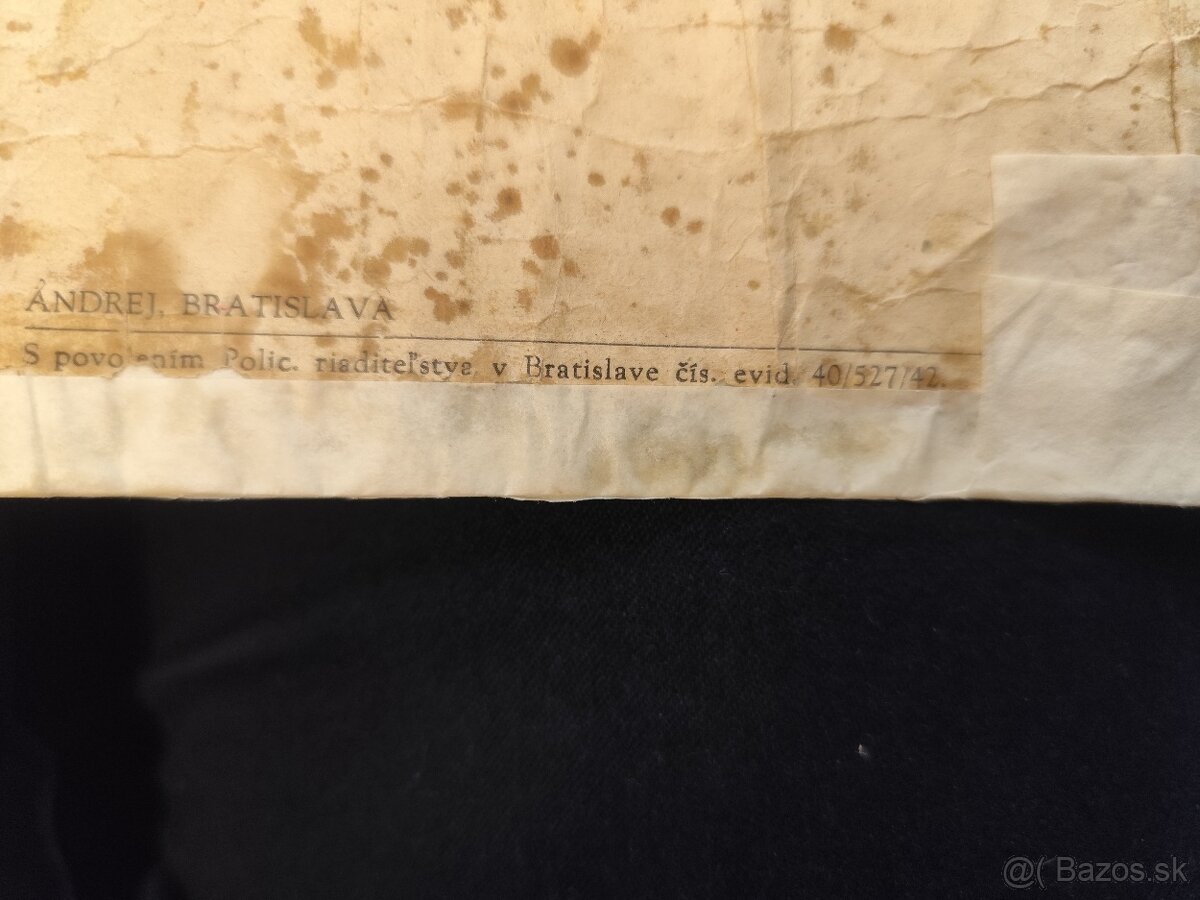 ANDREJ, BRATISLAVA
S povolením Polic. riaditeľstva v Bratislave čís. evid. 40/527/42.
@( Bazos.sk